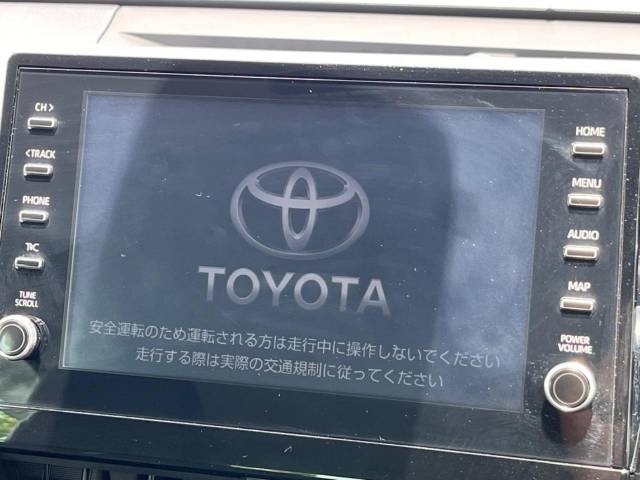 CH >
< TRACK
PHONE
T/C
TUNE
SCROLL
TOYOTA
安全運転のため運転される方は走行中に操作しないでください
走行する際は実際の交通規制に従ってください
HOME
MENU
AUDIO
MAP
POWER
VOLUME